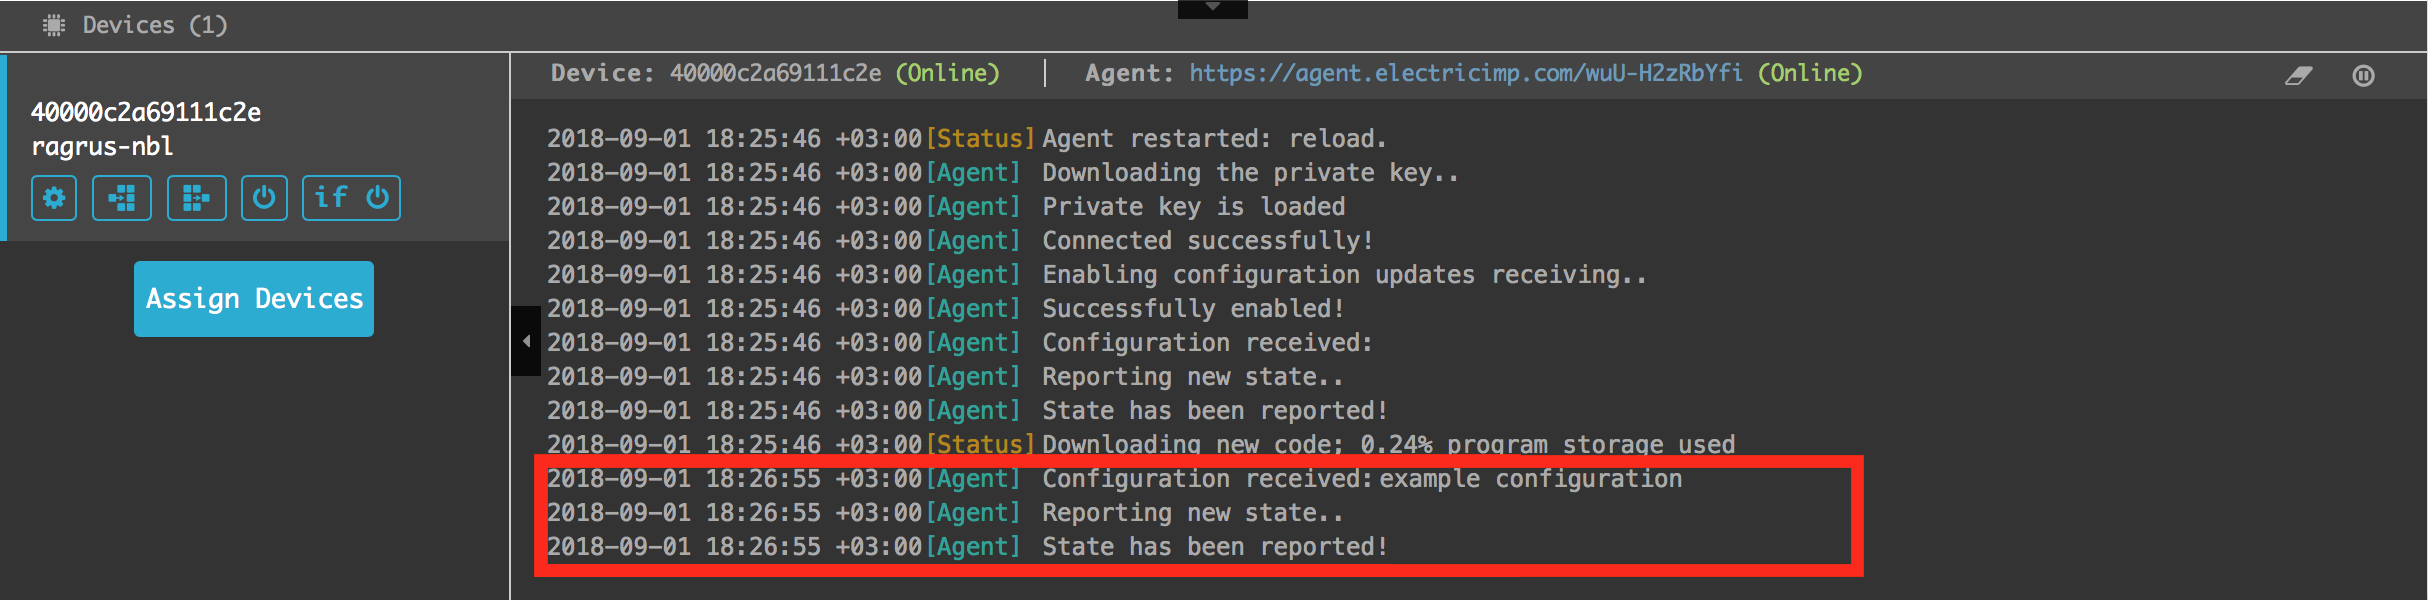 Devices (1)
40000c2a69111c2e
ragrus-nbl
if
Assign Devices
Device: 40000c2a69111c2e (Online) | Agent: https://agent.electricimp.com/wuU-H2zRbYfi (Online)
2018-09-01 18:25:46 +03:00[Status] Agent restarted: reload.
2018-09-01 18:25:46 +03:00[Agent] Downloading the private key..
2018-09-01 18:25:46 +03:00[Agent] Private key is loaded
2018-09-01 18:25:46 +03:00[Agent] Connected successfully!
2018-09-01 18:25:46 +03:00[Agent] Enabling configuration updates receiving..
2018-09-01 18:25:46 +03:00[Agent] Successfully enabled!
2018-09-01 18:25:46 +03:00[Agent] Configuration received:
2018-09-01 18:25:46 +03:00[Agent] Reporting new state..
2018-09-01 18:25:46 +03:00[Agent] State has been reported!
2018-09-01 18:25:46 +03:00[Status] Downloading new code; 0.24% program storage used
2018-09-01 18:26:55 +03:00[Agent] Configuration received: example configuration
2018-09-01 18:26:55 +03:00[Agent] Reporting new state..
2018-09-01 18:26:55 +03:00[Agent] State has been reported!